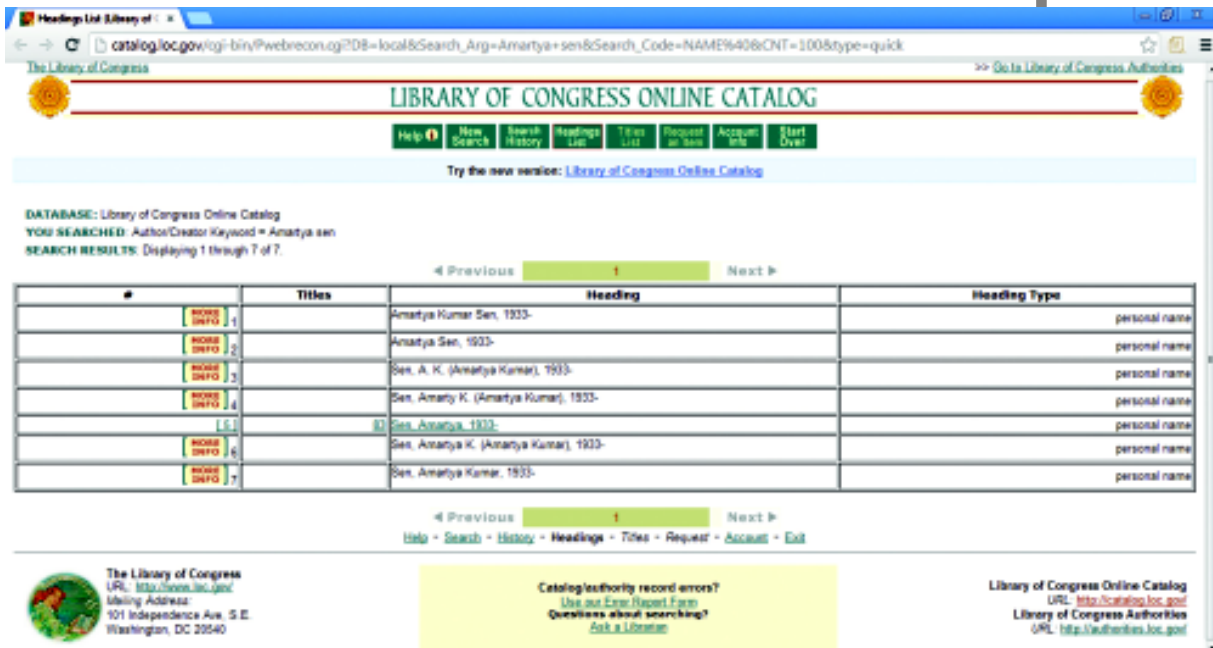 Headings List (Library of C
catalog.loc.gov/cgi-bin/Pwebrecon.cgi?DB=local&Search_Arg=Amartya+sen&Search_Code=NAME%40&CNT=100&type=quick
The Library of Congress >> Go to Library of Congress Authorities
LIBRARY OF CONGRESS ONLINE CATALOG
Help New Search Search History Headings List Titles List Request an Item Account Info Start Over
Try the new version: Library of Congress Online Catalog
DATABASE: Library of Congress Online Catalog
YOU SEARCHED: Author/Creator Keyword = Amartya sen
SEARCH RESULTS: Displaying 1 through 7 of 7.
Previous 1 Next
# Titles Heading Heading Type
[ MORE INFO ] 1 Amartya Kumar Sen, 1933- personal name
[ MORE INFO ] 2 Amartya Sen, 1933- personal name
[ MORE INFO ] 3 Sen, A. K. (Amartya Kumar), 1933- personal name
[ MORE INFO ] 4 Sen, Amarty K. (Amartya Kumar), 1933- personal name
[ 5 ] Sen, Amartya, 1933- personal name
[ MORE INFO ] 6 Sen, Amartya K. (Amartya Kumar), 1933- personal name
[ MORE INFO ] 7 Sen, Amartya Kumar, 1933- personal name
Previous 1 Next
Help - Search - History - Headings - Titles - Request - Account - Exit
The Library of Congress
URL: http://www.loc.gov/
Mailing Address:
101 Independence Ave, S.E.
Washington, DC 20540
Catalog/authority record errors?
Use our Error Report Form
Questions about searching?
Ask a Librarian
Library of Congress Online Catalog
URL: http://catalog.loc.gov/
Library of Congress Authorities
URL: http://authorities.loc.gov/